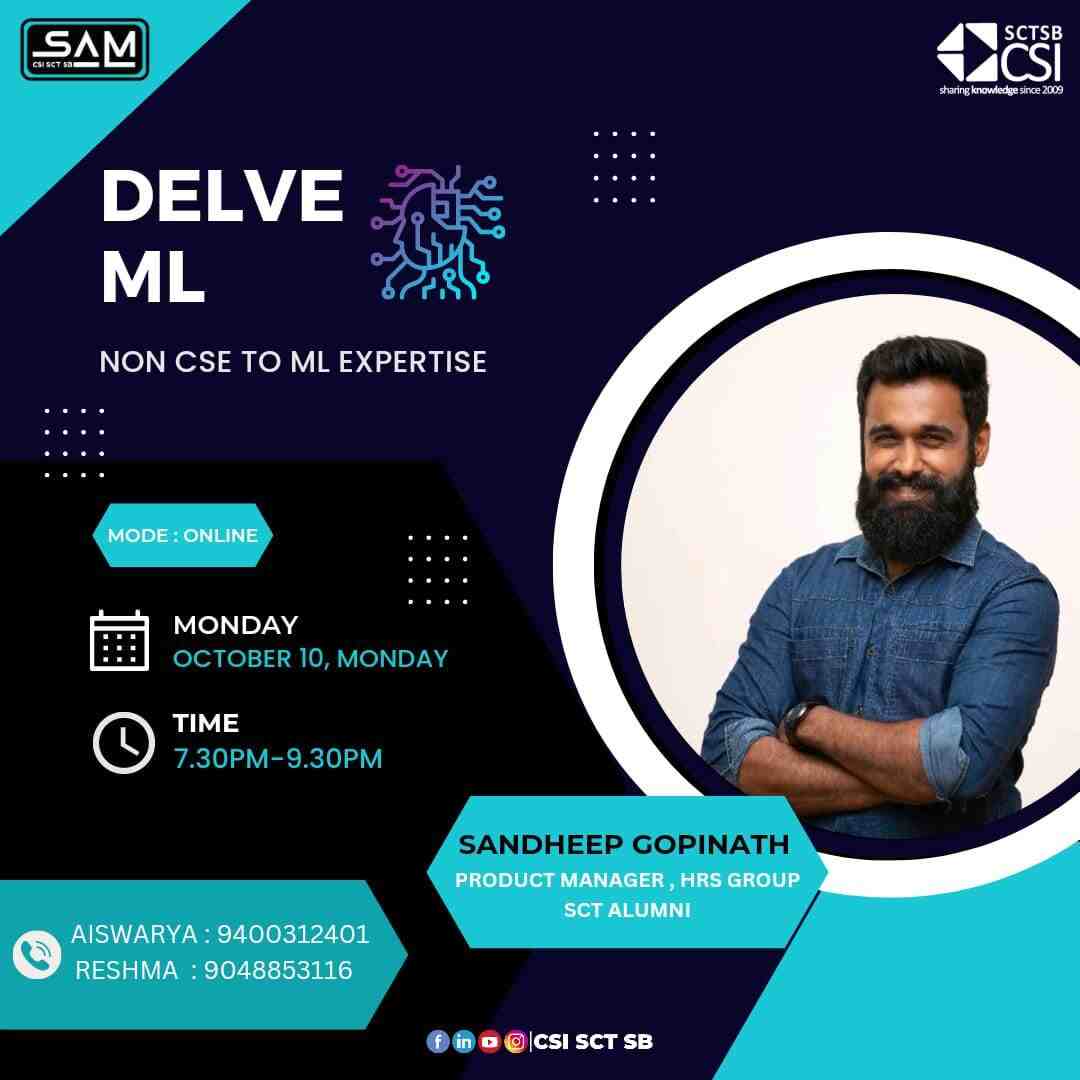 SAM
CSI SCT SB
SCTSB
CSI
sharing knowledge since 2009
DELVE
ML
NON CSE TO ML EXPERTISE
MODE : ONLINE
MONDAY
OCTOBER 10, MONDAY
TIME
7.30PM-9.30PM
SANDHEEP GOPINATH
PRODUCT MANAGER , HRS GROUP
SCT ALUMNI
AISWARYA : 9400312401
RESHMA : 9048853116
|CSI SCT SB